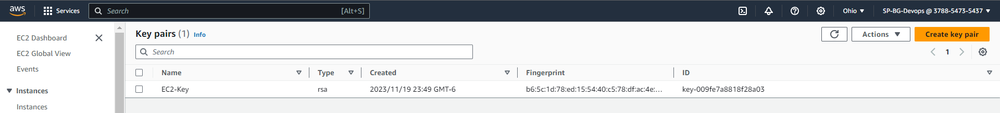 aws Services Search [Alt+S] Ohio SP-BG-Devops @ 3788-5473-5437
EC2 Dashboard
EC2 Global View
Events
Instances
Instances
Key pairs (1) Info
Actions Create key pair
Search
1
Name Type Created Fingerprint ID
EC2-Key rsa 2023/11/19 23:49 GMT-6 b6:5c:1d:78:ed:15:54:40:c5:78:df:ac:4e:... key-009fe7a8818f28a03